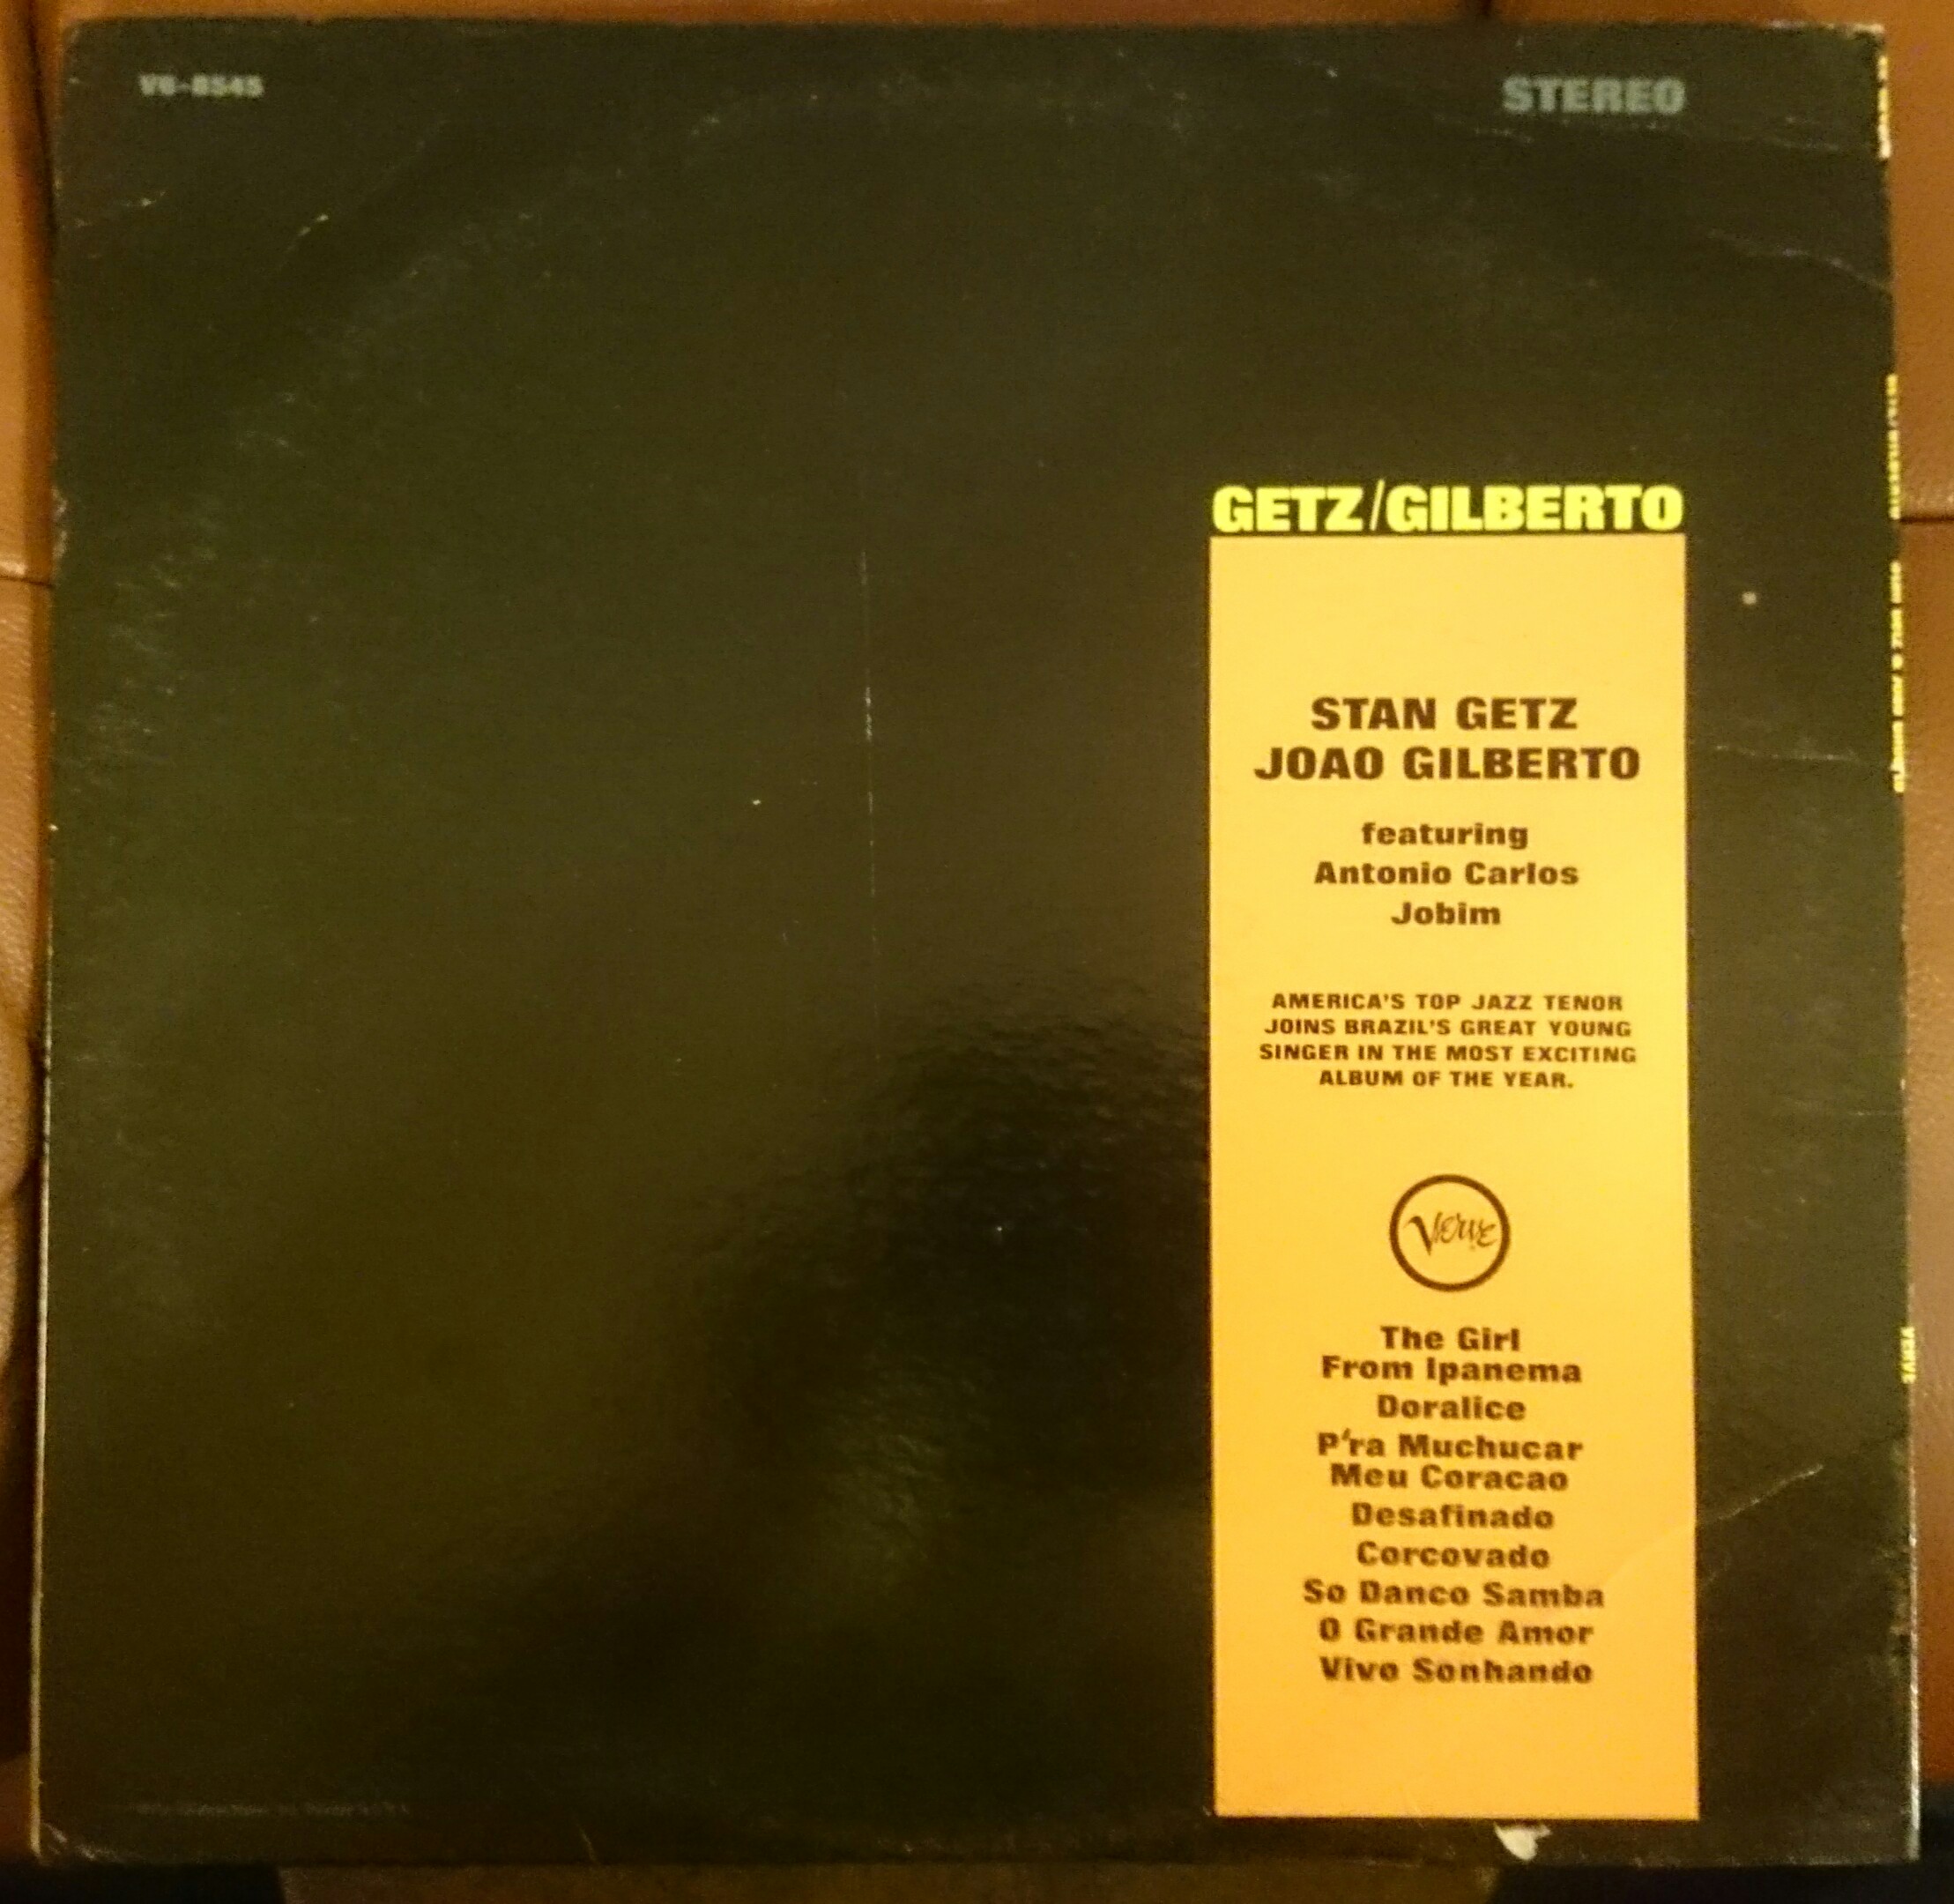 V6-8545
STEREO
GETZ/GILBERTO
STAN GETZ
JOAO GILBERTO
featuring
Antonio Carlos
Jobim
AMERICA'S TOP JAZZ TENOR
JOINS BRAZIL'S GREAT YOUNG
SINGER IN THE MOST EXCITING
ALBUM OF THE YEAR.
Verve
The Girl
From Ipanema
Doralice
P'ra Muchucar
Meu Coracao
Desafinado
Corcovado
So Danco Samba
O Grande Amor
Vivo Sonhando